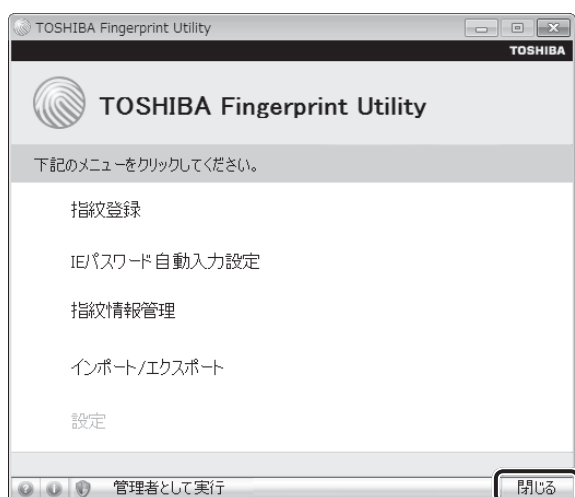 TOSHIBA Fingerprint Utility
TOSHIBA
TOSHIBA Fingerprint Utility
下記のメニューをクリックしてください。
指紋登録
IEパスワード自動入力設定
指紋情報管理
インポート/エクスポート
設定
管理者として実行
閉じる